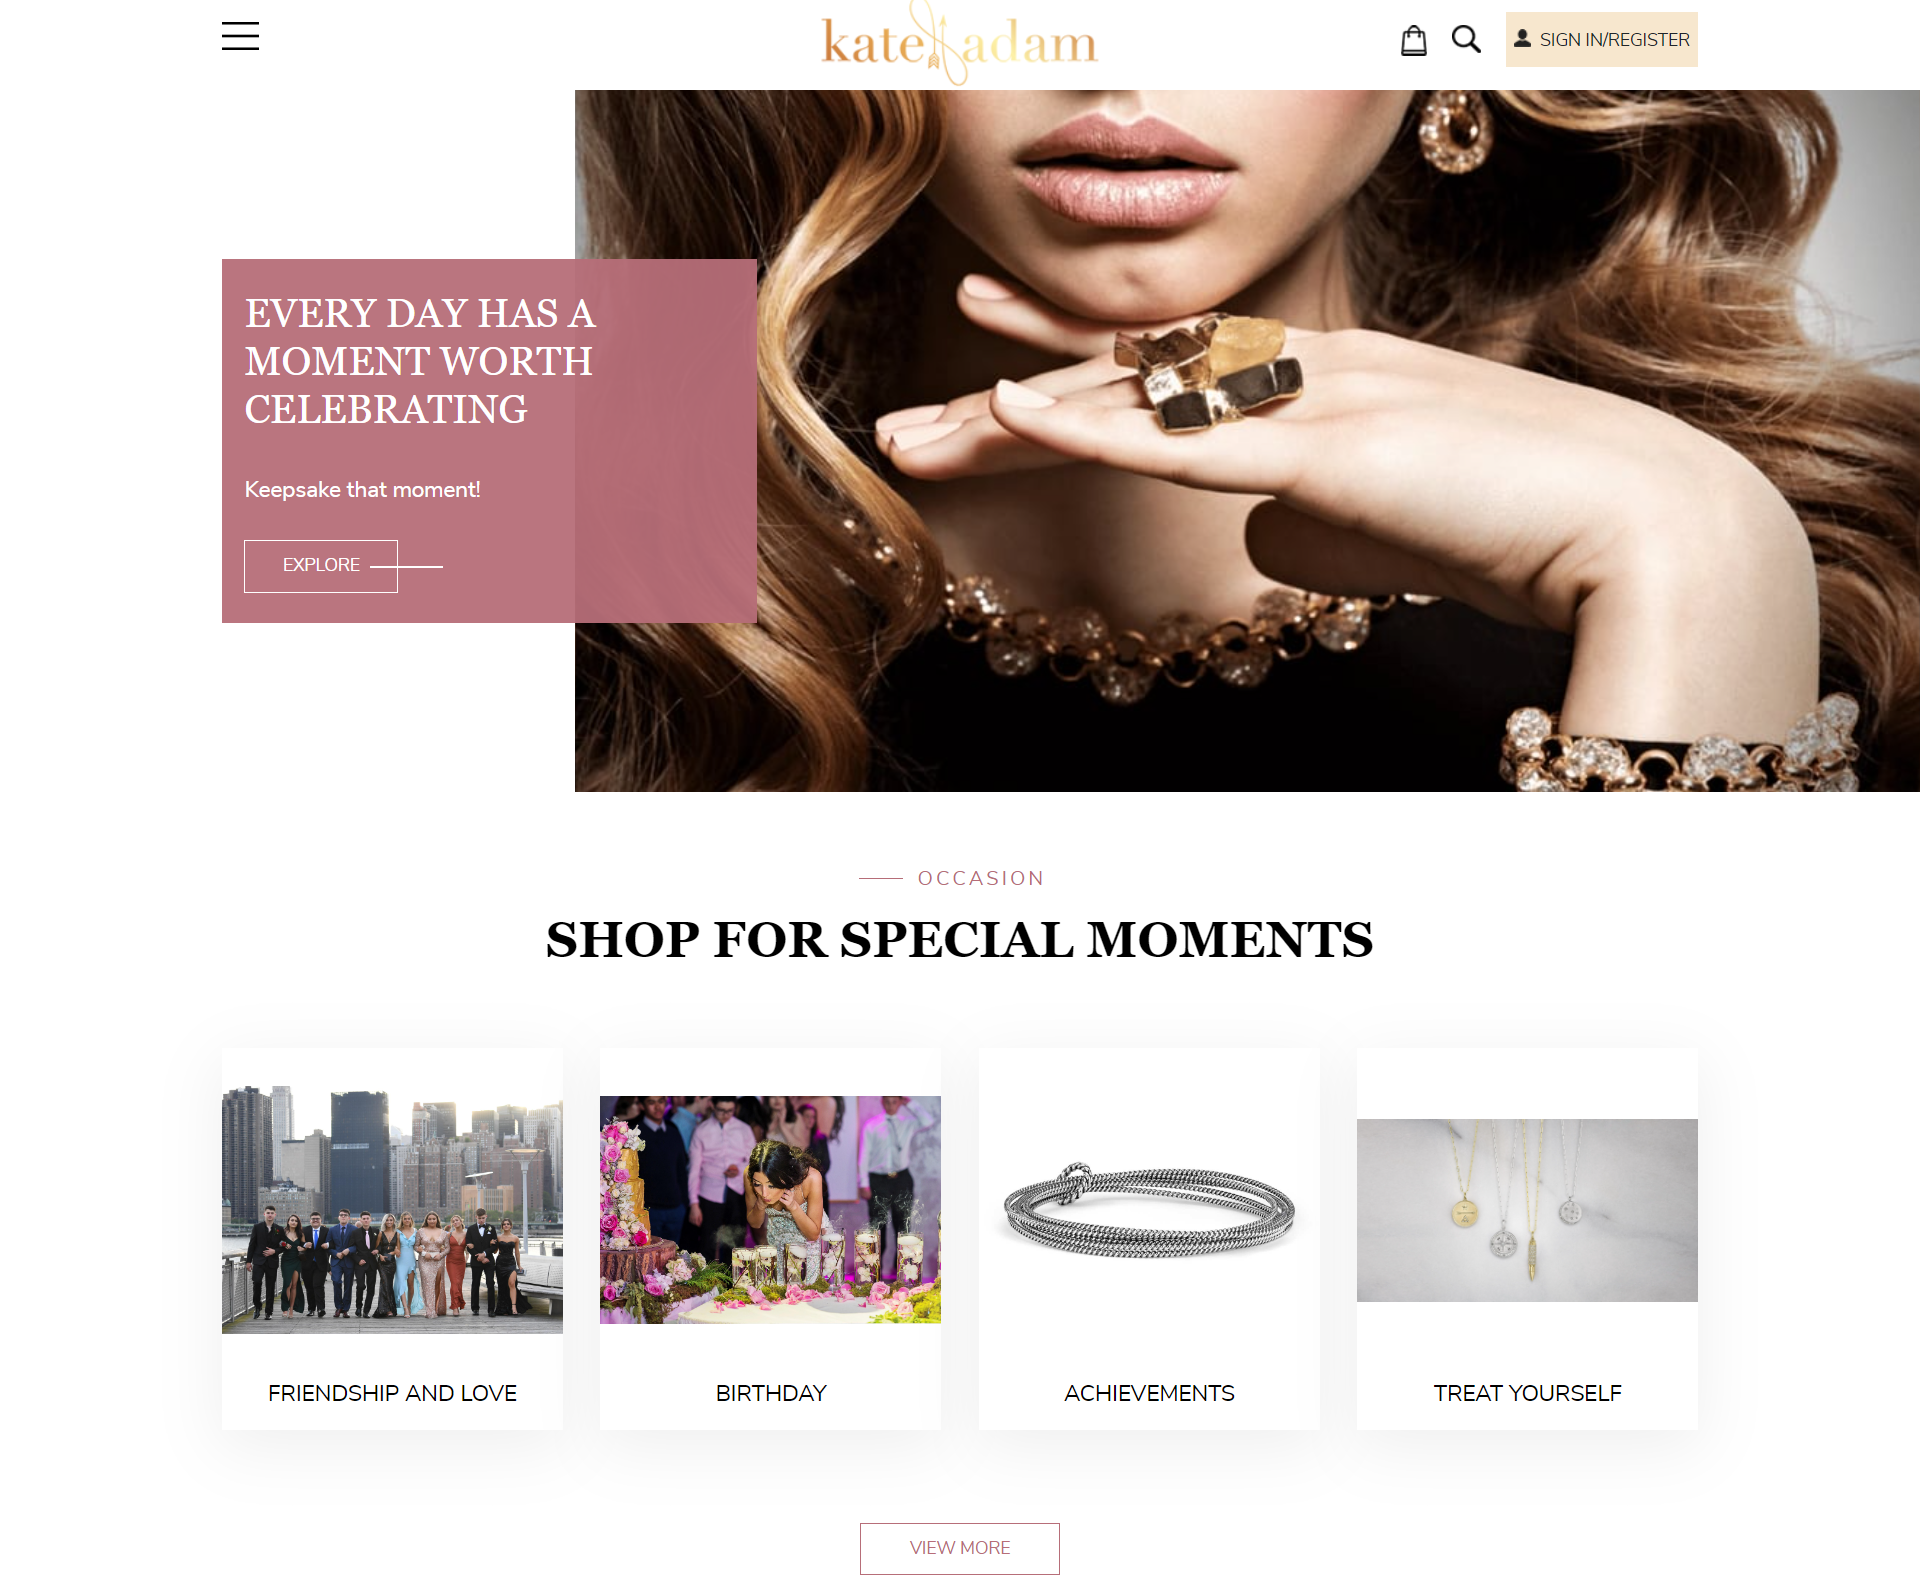 kate adam
SIGN IN/REGISTER
EVERY DAY HAS A
MOMENT WORTH
CELEBRATING
Keepsake that moment!
EXPLORE
OCCASION
SHOP FOR SPECIAL MOMENTS
FRIENDSHIP AND LOVE
BIRTHDAY
ACHIEVEMENTS
TREAT YOURSELF
VIEW MORE